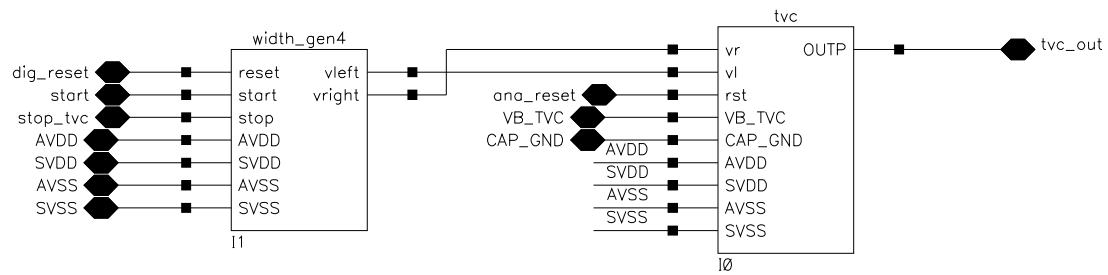 tvc
width_gen4
vr OUTP tvc_out
dig_reset reset vleft vl
start start vright ana_reset rst
stop_tvc stop VB_TVC VB_TVC
AVDD AVDD CAP_GND CAP_GND
AVDD
SVDD SVDD AVDD
SVDD
AVSS AVSS SVDD
AVSS
SVSS SVSS AVSS
SVSS
SVSS
I1
I0